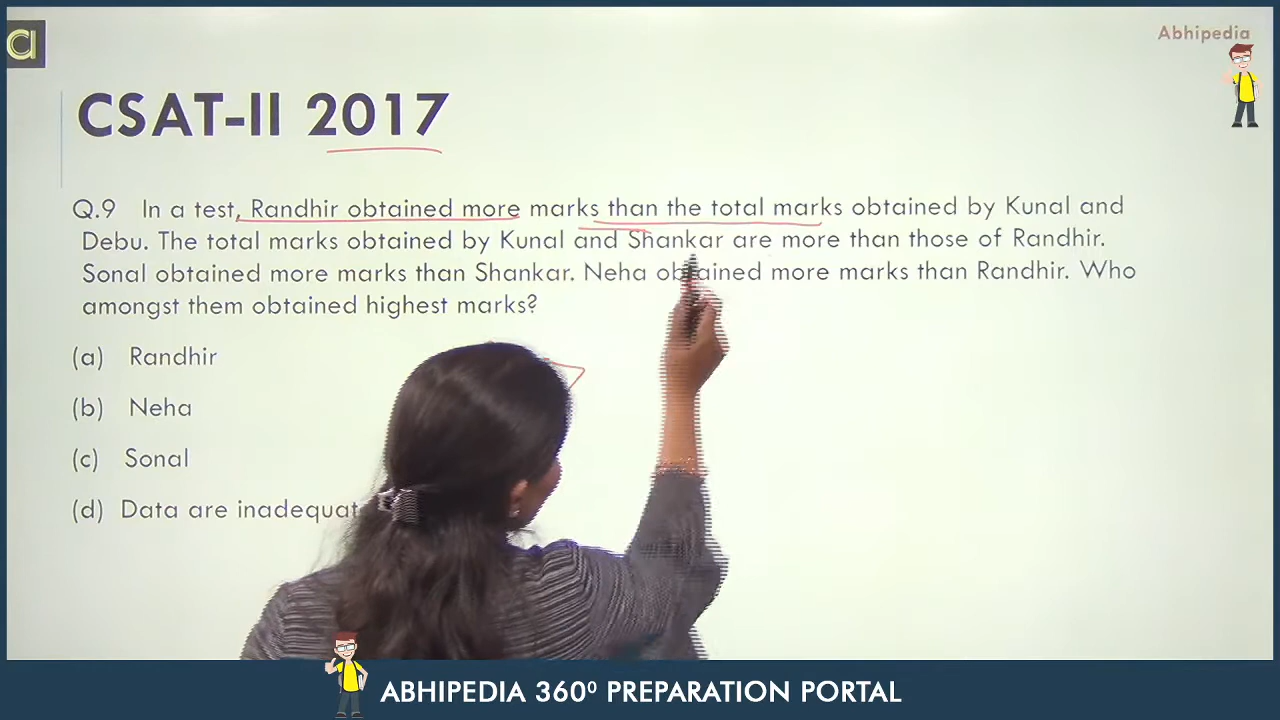 a
Abhipedia
CSAT-II 2017
Q.9 In a test, Randhir obtained more marks than the total marks obtained by Kunal and
Debu. The total marks obtained by Kunal and Shankar are more than those of Randhir.
Sonal obtained more marks than Shankar. Neha obtained more marks than Randhir. Who
amongst them obtained highest marks?
(a) Randhir
(b) Neha
(c) Sonal
(d) Data are inadequat
ABHIPEDIA 360⁰ PREPARATION PORTAL